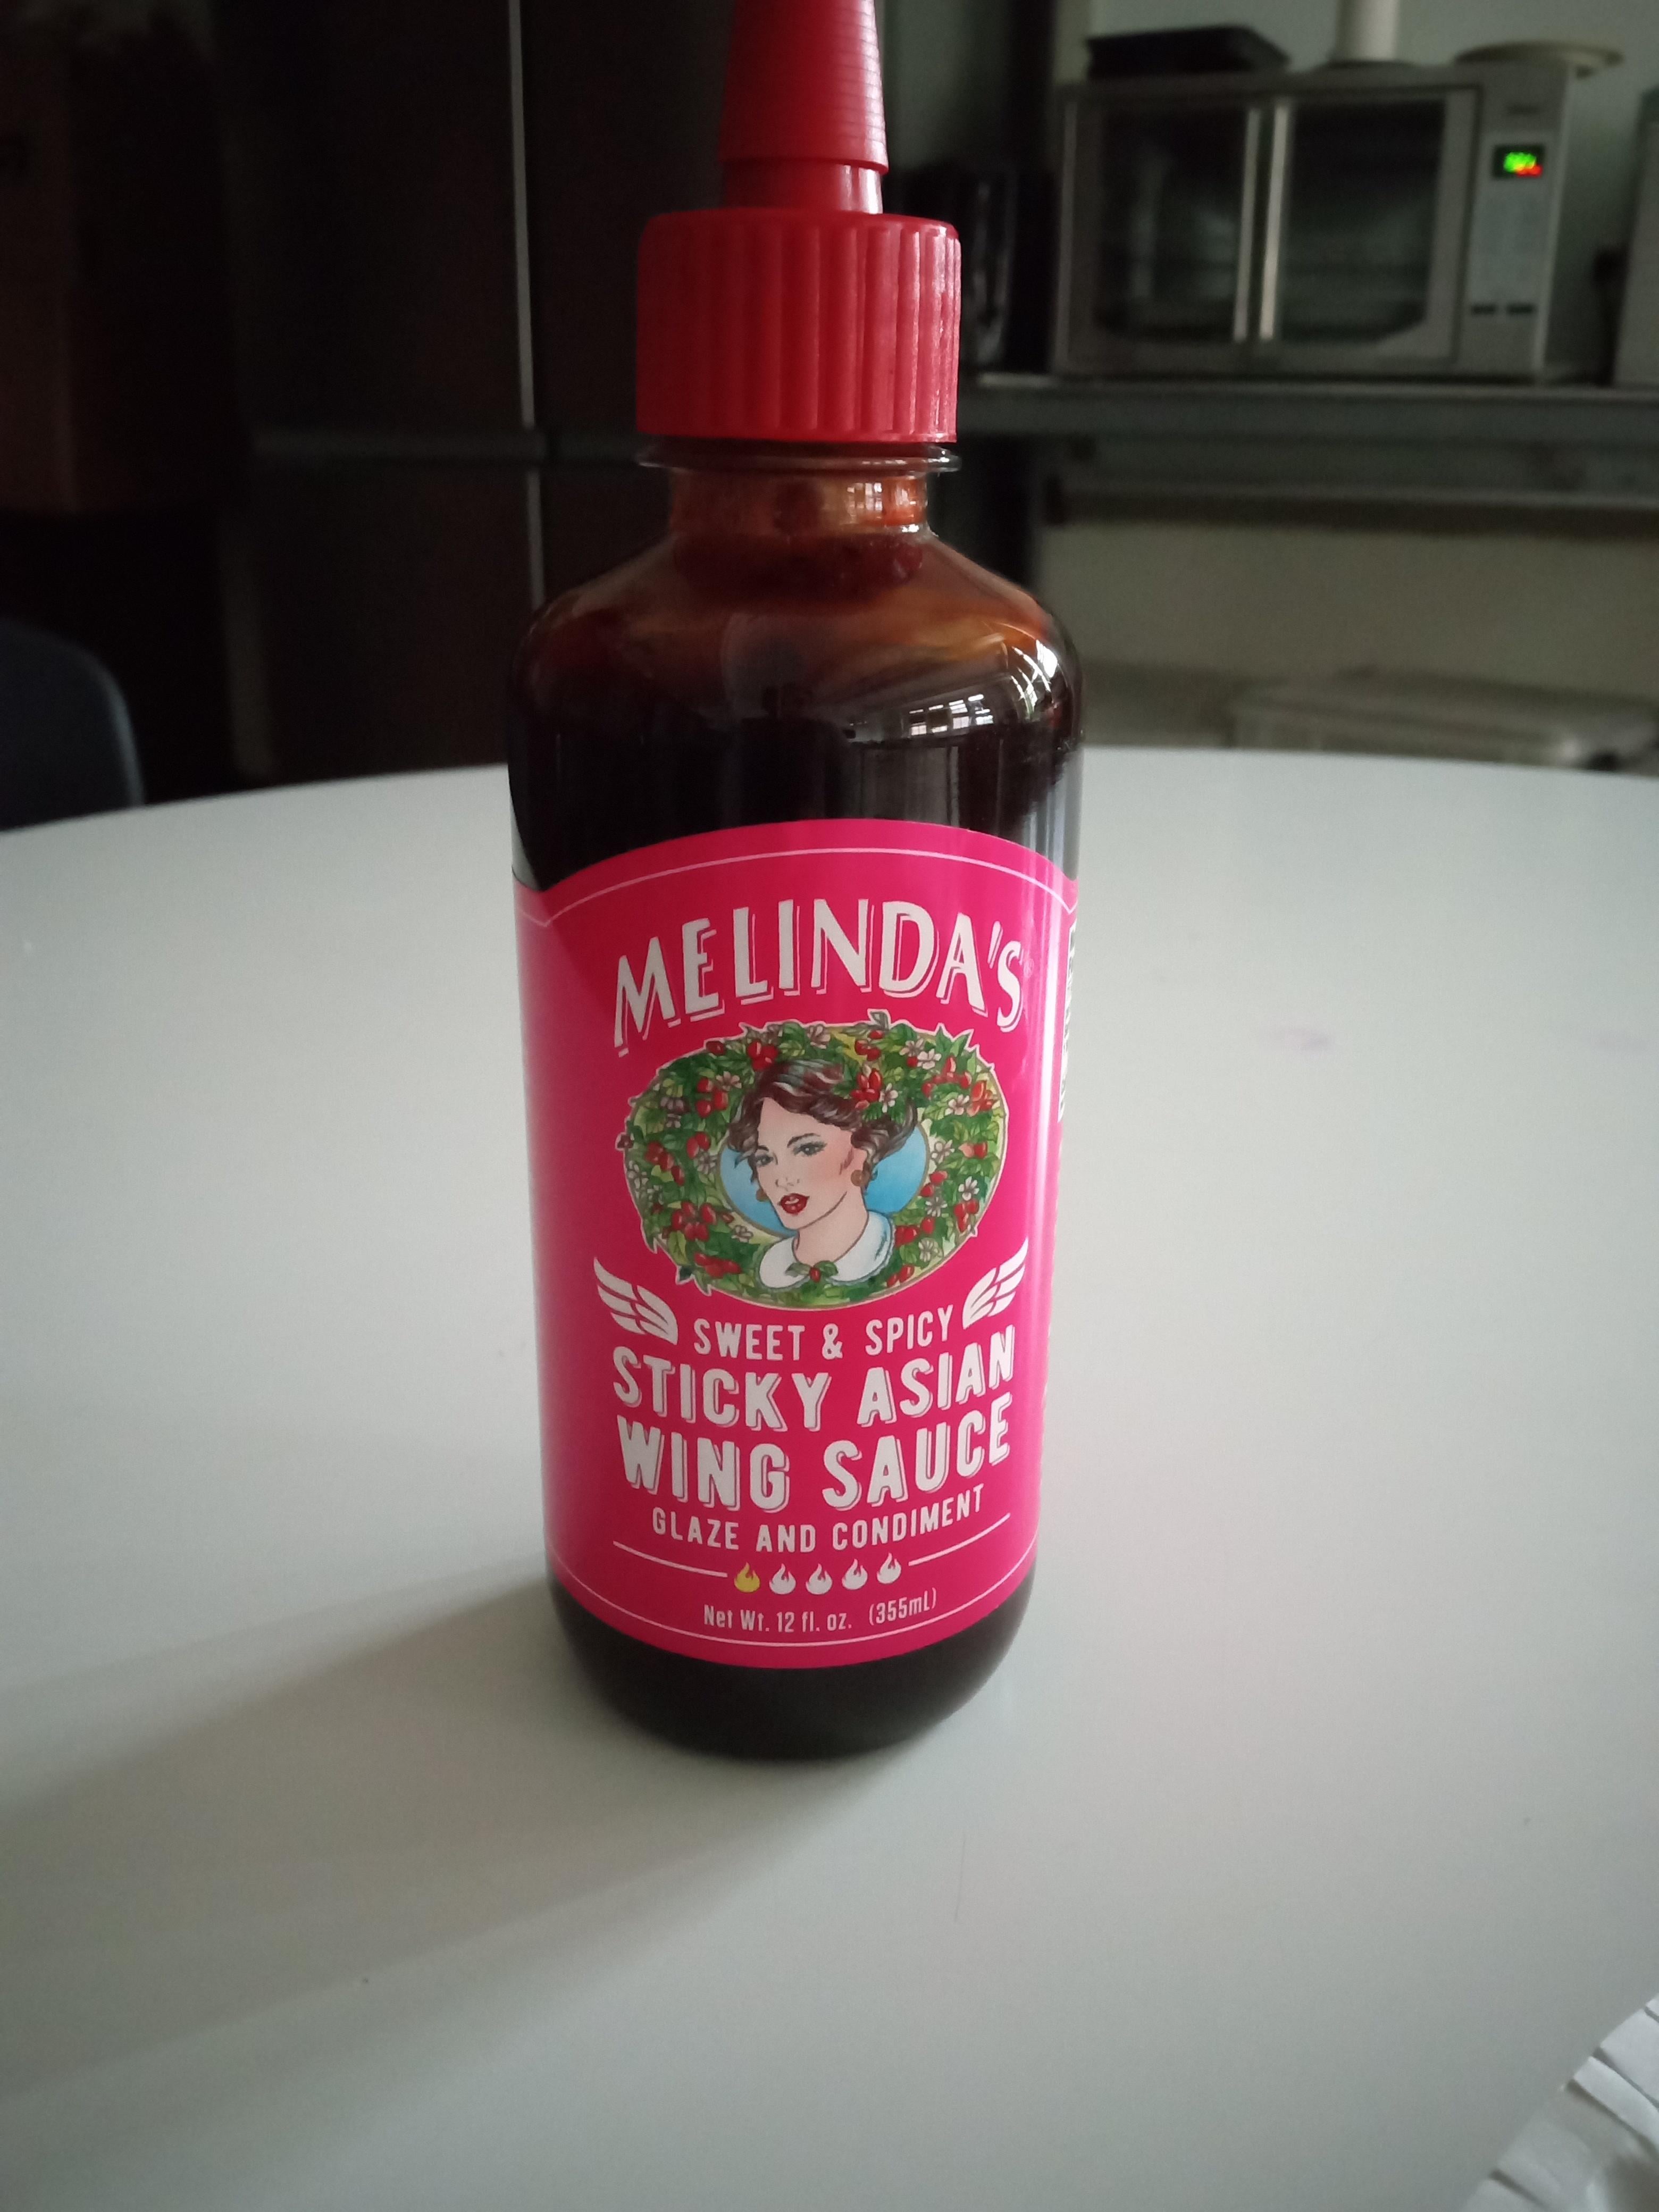 MELINDA'S
SWEET & SPICY
STICKY ASIAN
WING SAUCE
GLAZE AND CONDIMENT
Net Wt. 12 fl. oz. (355mL)